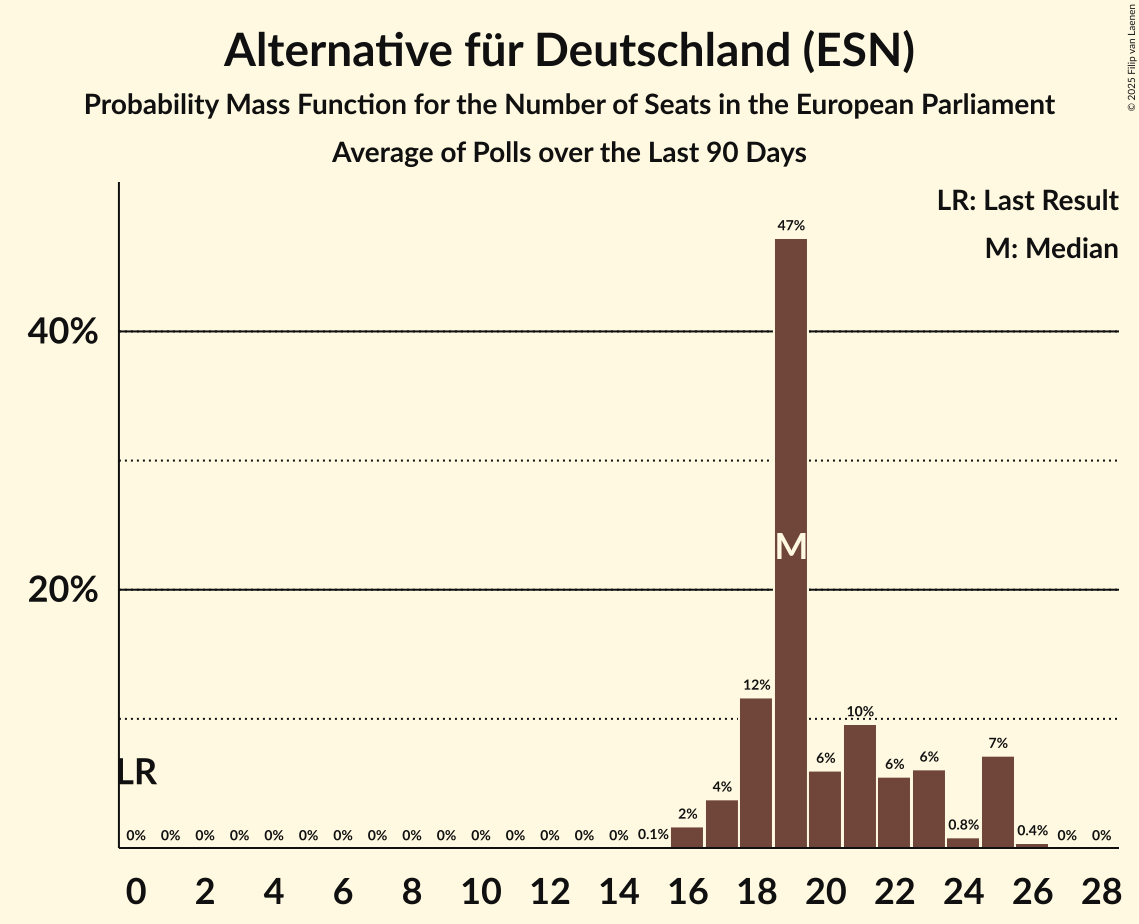 Alternative für Deutschland (ESN)
Probability Mass Function for the Number of Seats in the European Parliament
Average of Polls over the Last 90 Days
© 2025 Filip van Laenen
LR: Last Result
M: Median
47%
40%
M
20%
12%
10%
7%
6%
6%
6%
4%
2%
LR
0% 0% 0% 0% 0% 0% 0% 0% 0% 0% 0% 0% 0% 0% 0% 0.1% 0.8% 0.4% 0% 0%
0 2 4 6 8 10 12 14 16 18 20 22 24 26 28